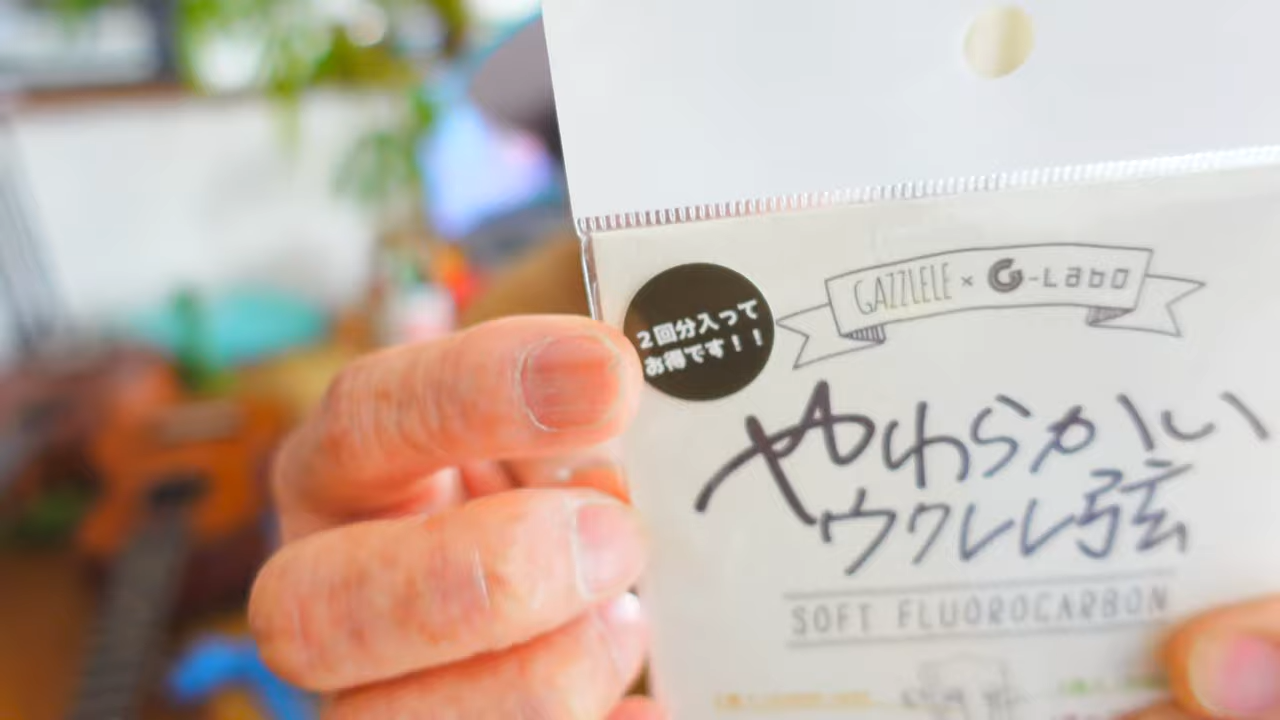 GAZZLELE × G-Labo
2回分入って
お得です！！
やわらかい
ウクレレ弦
SOFT FLUOROCARBON